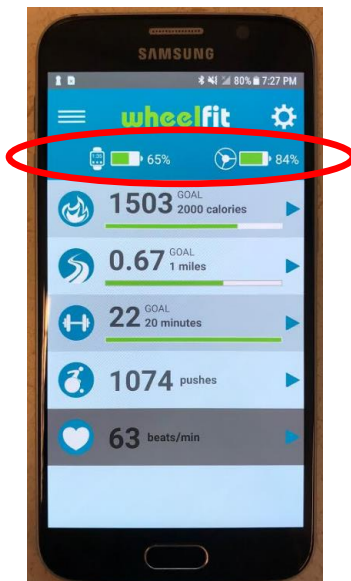 SAMSUNG
80% 7:27 PM
wheelfit
65% 84%
1503 GOAL 2000 calories
0.67 GOAL 1 miles
22 GOAL 20 minutes
1074 pushes
63 beats/min